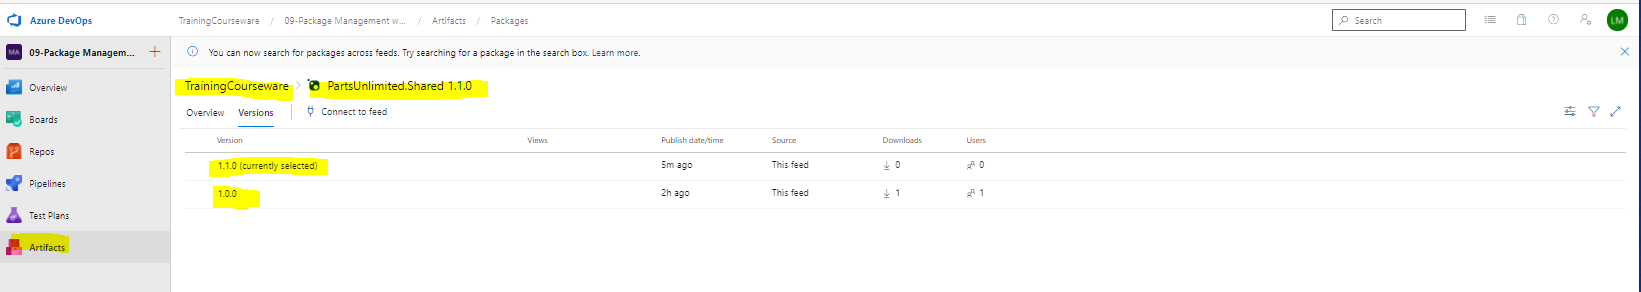 Azure DevOps TrainingCourseware / 09-Package Management w... / Artifacts / Packages Search LM
MA 09-Package Managem... You can now search for packages across feeds. Try searching for a package in the search box. Learn more.
Overview
Boards
Repos
Pipelines
Test Plans
Artifacts
TrainingCourseware > PartsUnlimited.Shared 1.1.0
Overview Versions Connect to feed
Version Views Publish date/time Source Downloads Users
1.1.0 (currently selected) 5m ago This feed 0 0
1.0.0 2h ago This feed 1 1